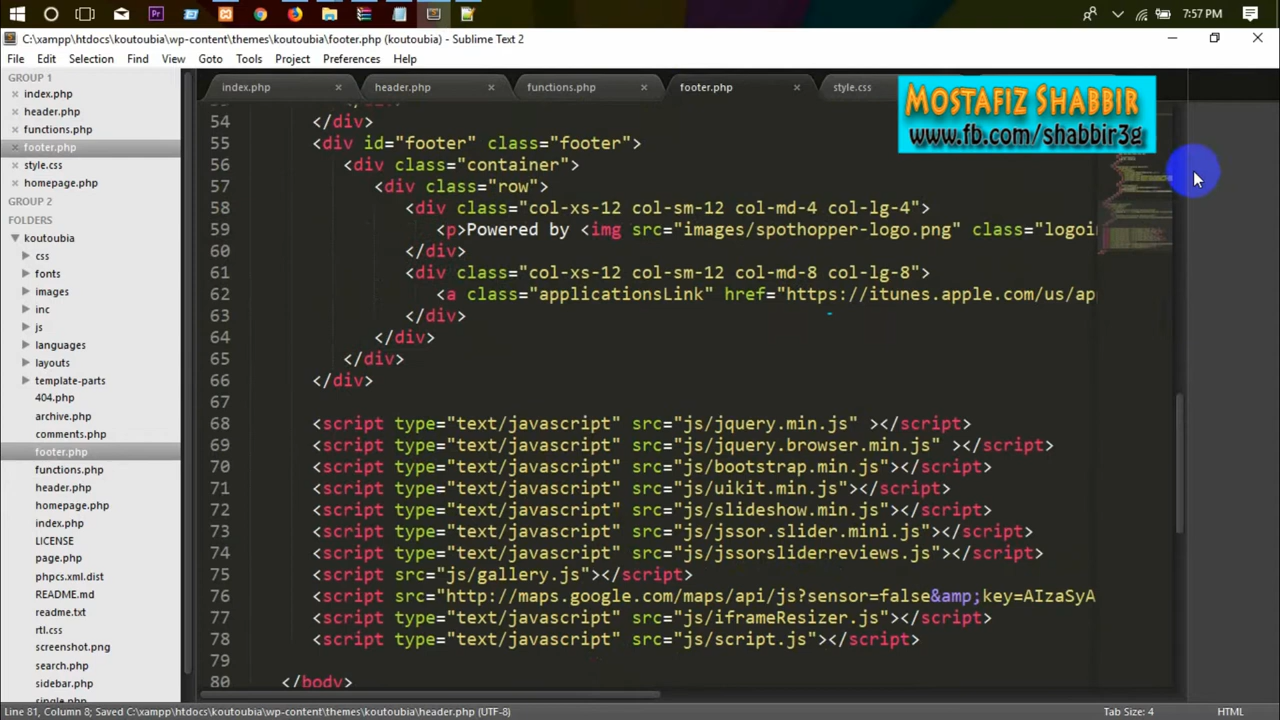 7:57 PM
C:\xampp\htdocs\koutoubia\wp-content\themes\koutoubia\footer.php (koutoubia) - Sublime Text 2
File Edit Selection Find View Goto Tools Project Preferences Help
GROUP 1
index.php
header.php
functions.php
footer.php
style.css
homepage.php
GROUP 2
FOLDERS
koutoubia
css
fonts
images
inc
js
languages
layouts
template-parts
404.php
archive.php
comments.php
footer.php
functions.php
header.php
homepage.php
index.php
LICENSE
page.php
phpcs.xml.dist
README.md
readme.txt
rtl.css
screenshot.png
search.php
sidebar.php
single.php
index.php header.php functions.php footer.php style.css
MOSTAFIZ SHABBIR
www.fb.com/shabbir3g
54 </div>
55 <div id="footer" class="footer">
56 <div class="container">
57 <div class="row">
58 <div class="col-xs-12 col-sm-12 col-md-4 col-lg-4">
59 <p>Powered by <img src="images/spothopper-logo.png" class="logoi
60 </div>
61 <div class="col-xs-12 col-sm-12 col-md-8 col-lg-8">
62 <a class="applicationsLink" href="https://itunes.apple.com/us/ap
63 </div>
64 </div>
65 </div>
66 </div>
67
68 <script type="text/javascript" src="js/jquery.min.js" ></script>
69 <script type="text/javascript" src="js/jquery.browser.min.js" ></script>
70 <script type="text/javascript" src="js/bootstrap.min.js"></script>
71 <script type="text/javascript" src="js/uikit.min.js"></script>
72 <script type="text/javascript" src="js/slideshow.min.js"></script>
73 <script type="text/javascript" src="js/jssor.slider.mini.js"></script>
74 <script type="text/javascript" src="js/jssorsliderreviews.js"></script>
75 <script src="js/gallery.js"></script>
76 <script src="http://maps.google.com/maps/api/js?sensor=false&amp;key=AIzaSyA
77 <script type="text/javascript" src="js/iframeResizer.js"></script>
78 <script type="text/javascript" src="js/script.js"></script>
79
80 </body>
Line 81, Column 8; Saved C:\xampp\htdocs\koutoubia\wp-content\themes\koutoubia\header.php (UTF-8)
Tab Size: 4
HTML